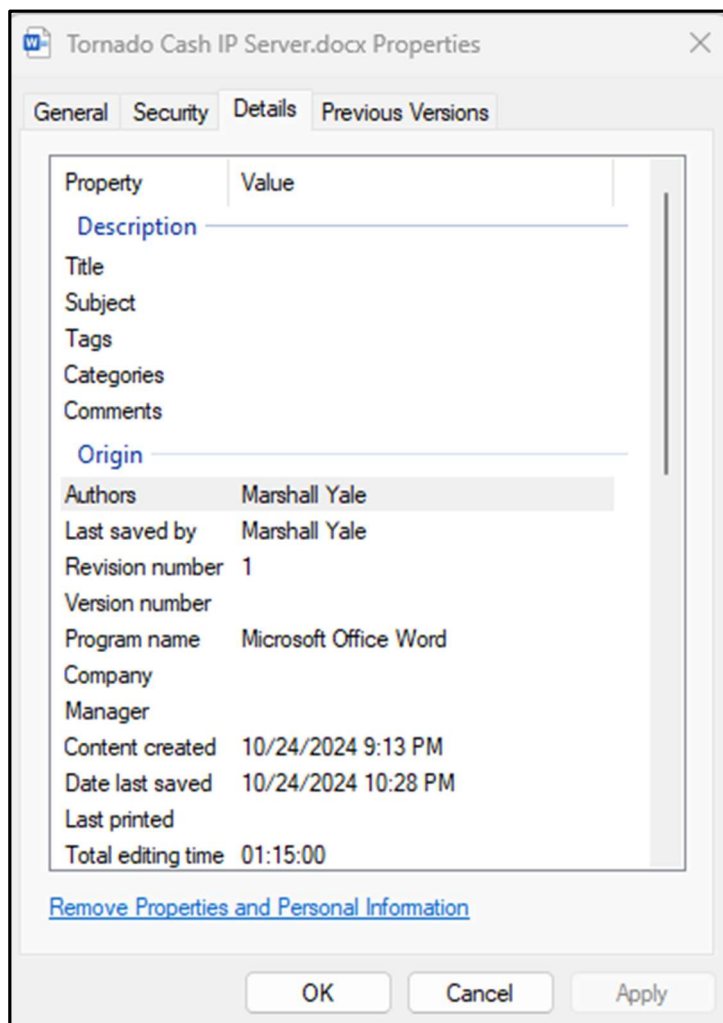 Tornado Cash IP Server.docx Properties
General Security Details Previous Versions
Property Value
Description
Title
Subject
Tags
Categories
Comments
Origin
Authors Marshall Yale
Last saved by Marshall Yale
Revision number 1
Version number
Program name Microsoft Office Word
Company
Manager
Content created 10/24/2024 9:13 PM
Date last saved 10/24/2024 10:28 PM
Last printed
Total editing time 01:15:00
Remove Properties and Personal Information
OK Cancel Apply